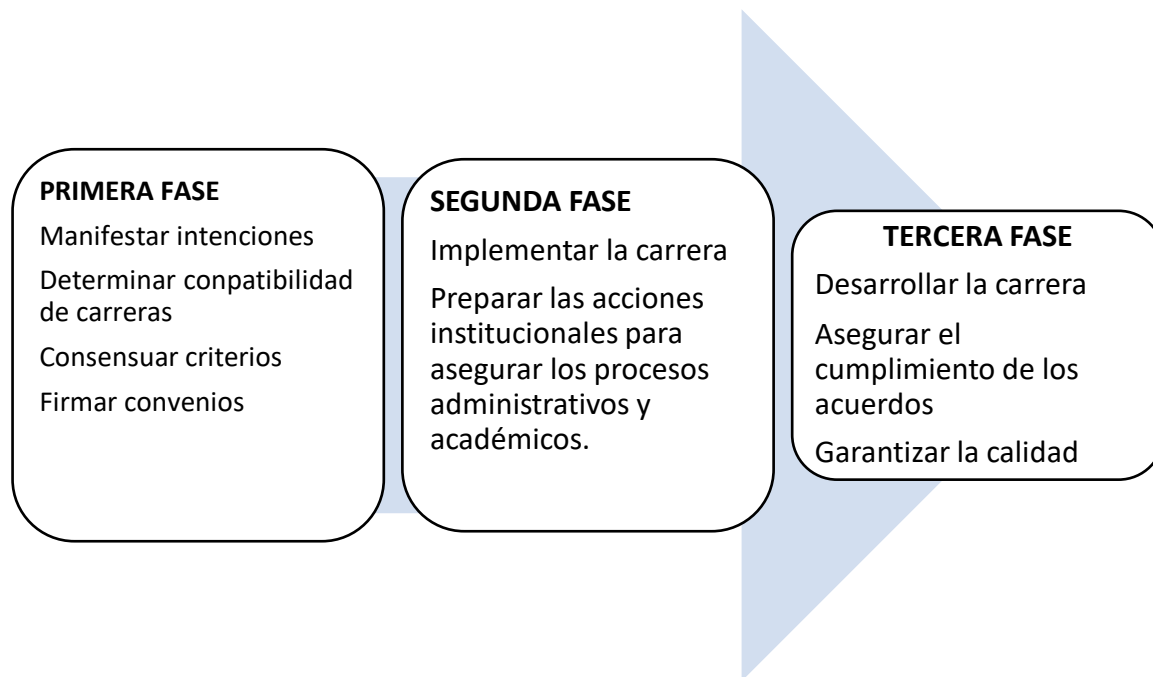 PRIMERA FASE
Manifestar intenciones
Determinar conpatibilidad
de carreras
Consensuar criterios
Firmar convenios
SEGUNDA FASE
Implementar la carrera
Preparar las acciones
institucionales para
asegurar los procesos
administrativos y
académicos.
TERCERA FASE
Desarrollar la carrera
Asegurar el
cumplimiento de los
acuerdos
Garantizar la calidad